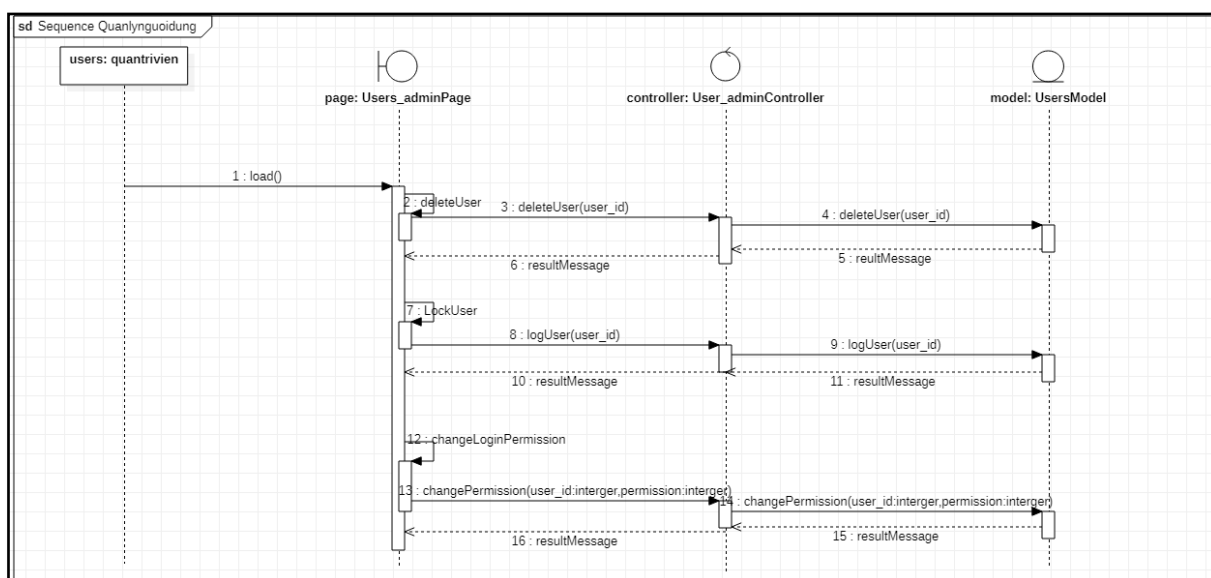 sd Sequence Quanlynguoidung
users: quantrivien
page: Users_adminPage
controller: User_adminController
model: UsersModel
1 : load()
2 : deleteUser
3 : deleteUser(user_id)
4 : deleteUser(user_id)
5 : reultMessage
6 : resultMessage
7 : LockUser
8 : logUser(user_id)
9 : logUser(user_id)
10 : resultMessage
11 : resultMessage
12 : changeLoginPermission
13 : changePermission(user_id:interger,permission:interger)
14 : changePermission(user_id:interger,permission:interger)
15 : resultMessage
16 : resultMessage